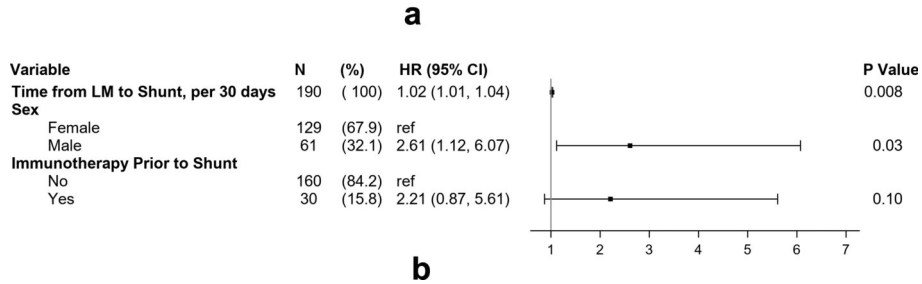 a
Variable N (%) HR (95% CI) P Value
Time from LM to Shunt, per 30 days 190 ( 100) 1.02 (1.01, 1.04) 0.008
Sex
Female 129 (67.9) ref
Male 61 (32.1) 2.61 (1.12, 6.07) 0.03
Immunotherapy Prior to Shunt
No 160 (84.2) ref
Yes 30 (15.8) 2.21 (0.87, 5.61) 0.10
1 2 3 4 5 6 7
b